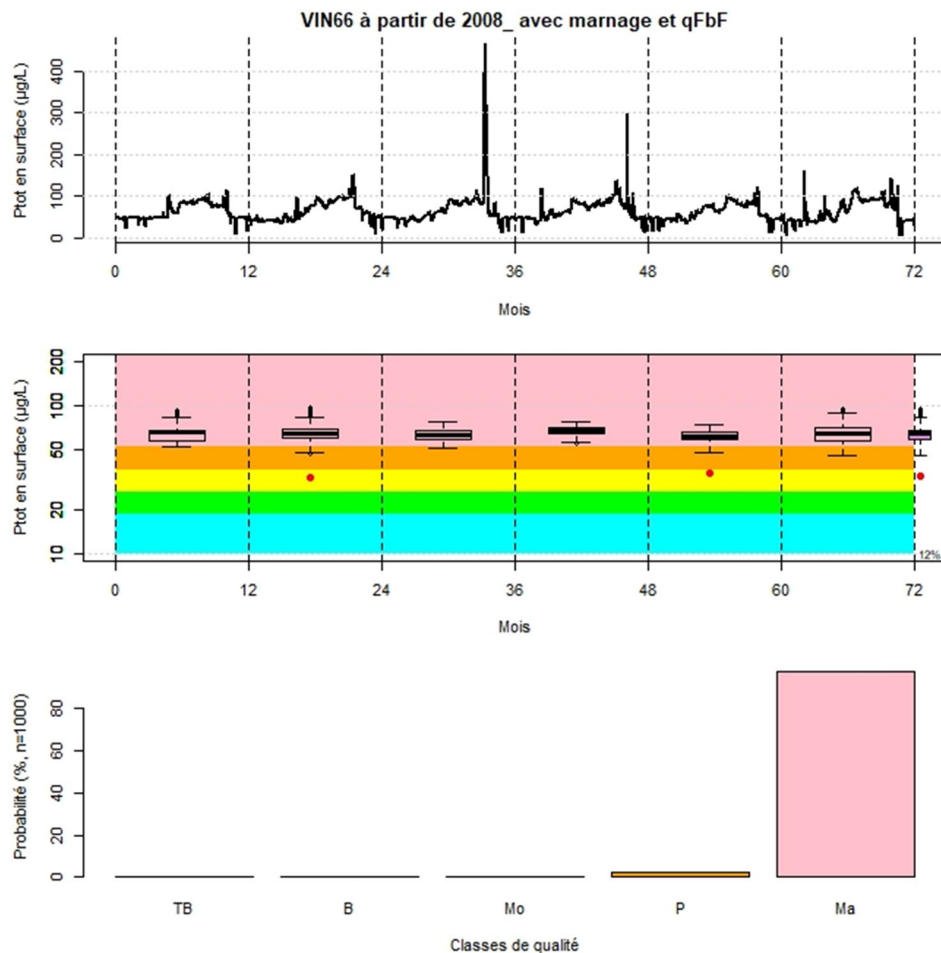 VIN66 à partir de 2008_ avec marnage et qFbF
Ptot en surface (µg/L)
400
300
200
100
0
0 12 24 36 48 60 72
Mois
Ptot en surface (µg/L)
200
100
50
20
10
12%
0 12 24 36 48 60 72
Mois
Probabilité (%, n=1000)
80
60
40
20
0
TB B Mo P Ma
Classes de qualité